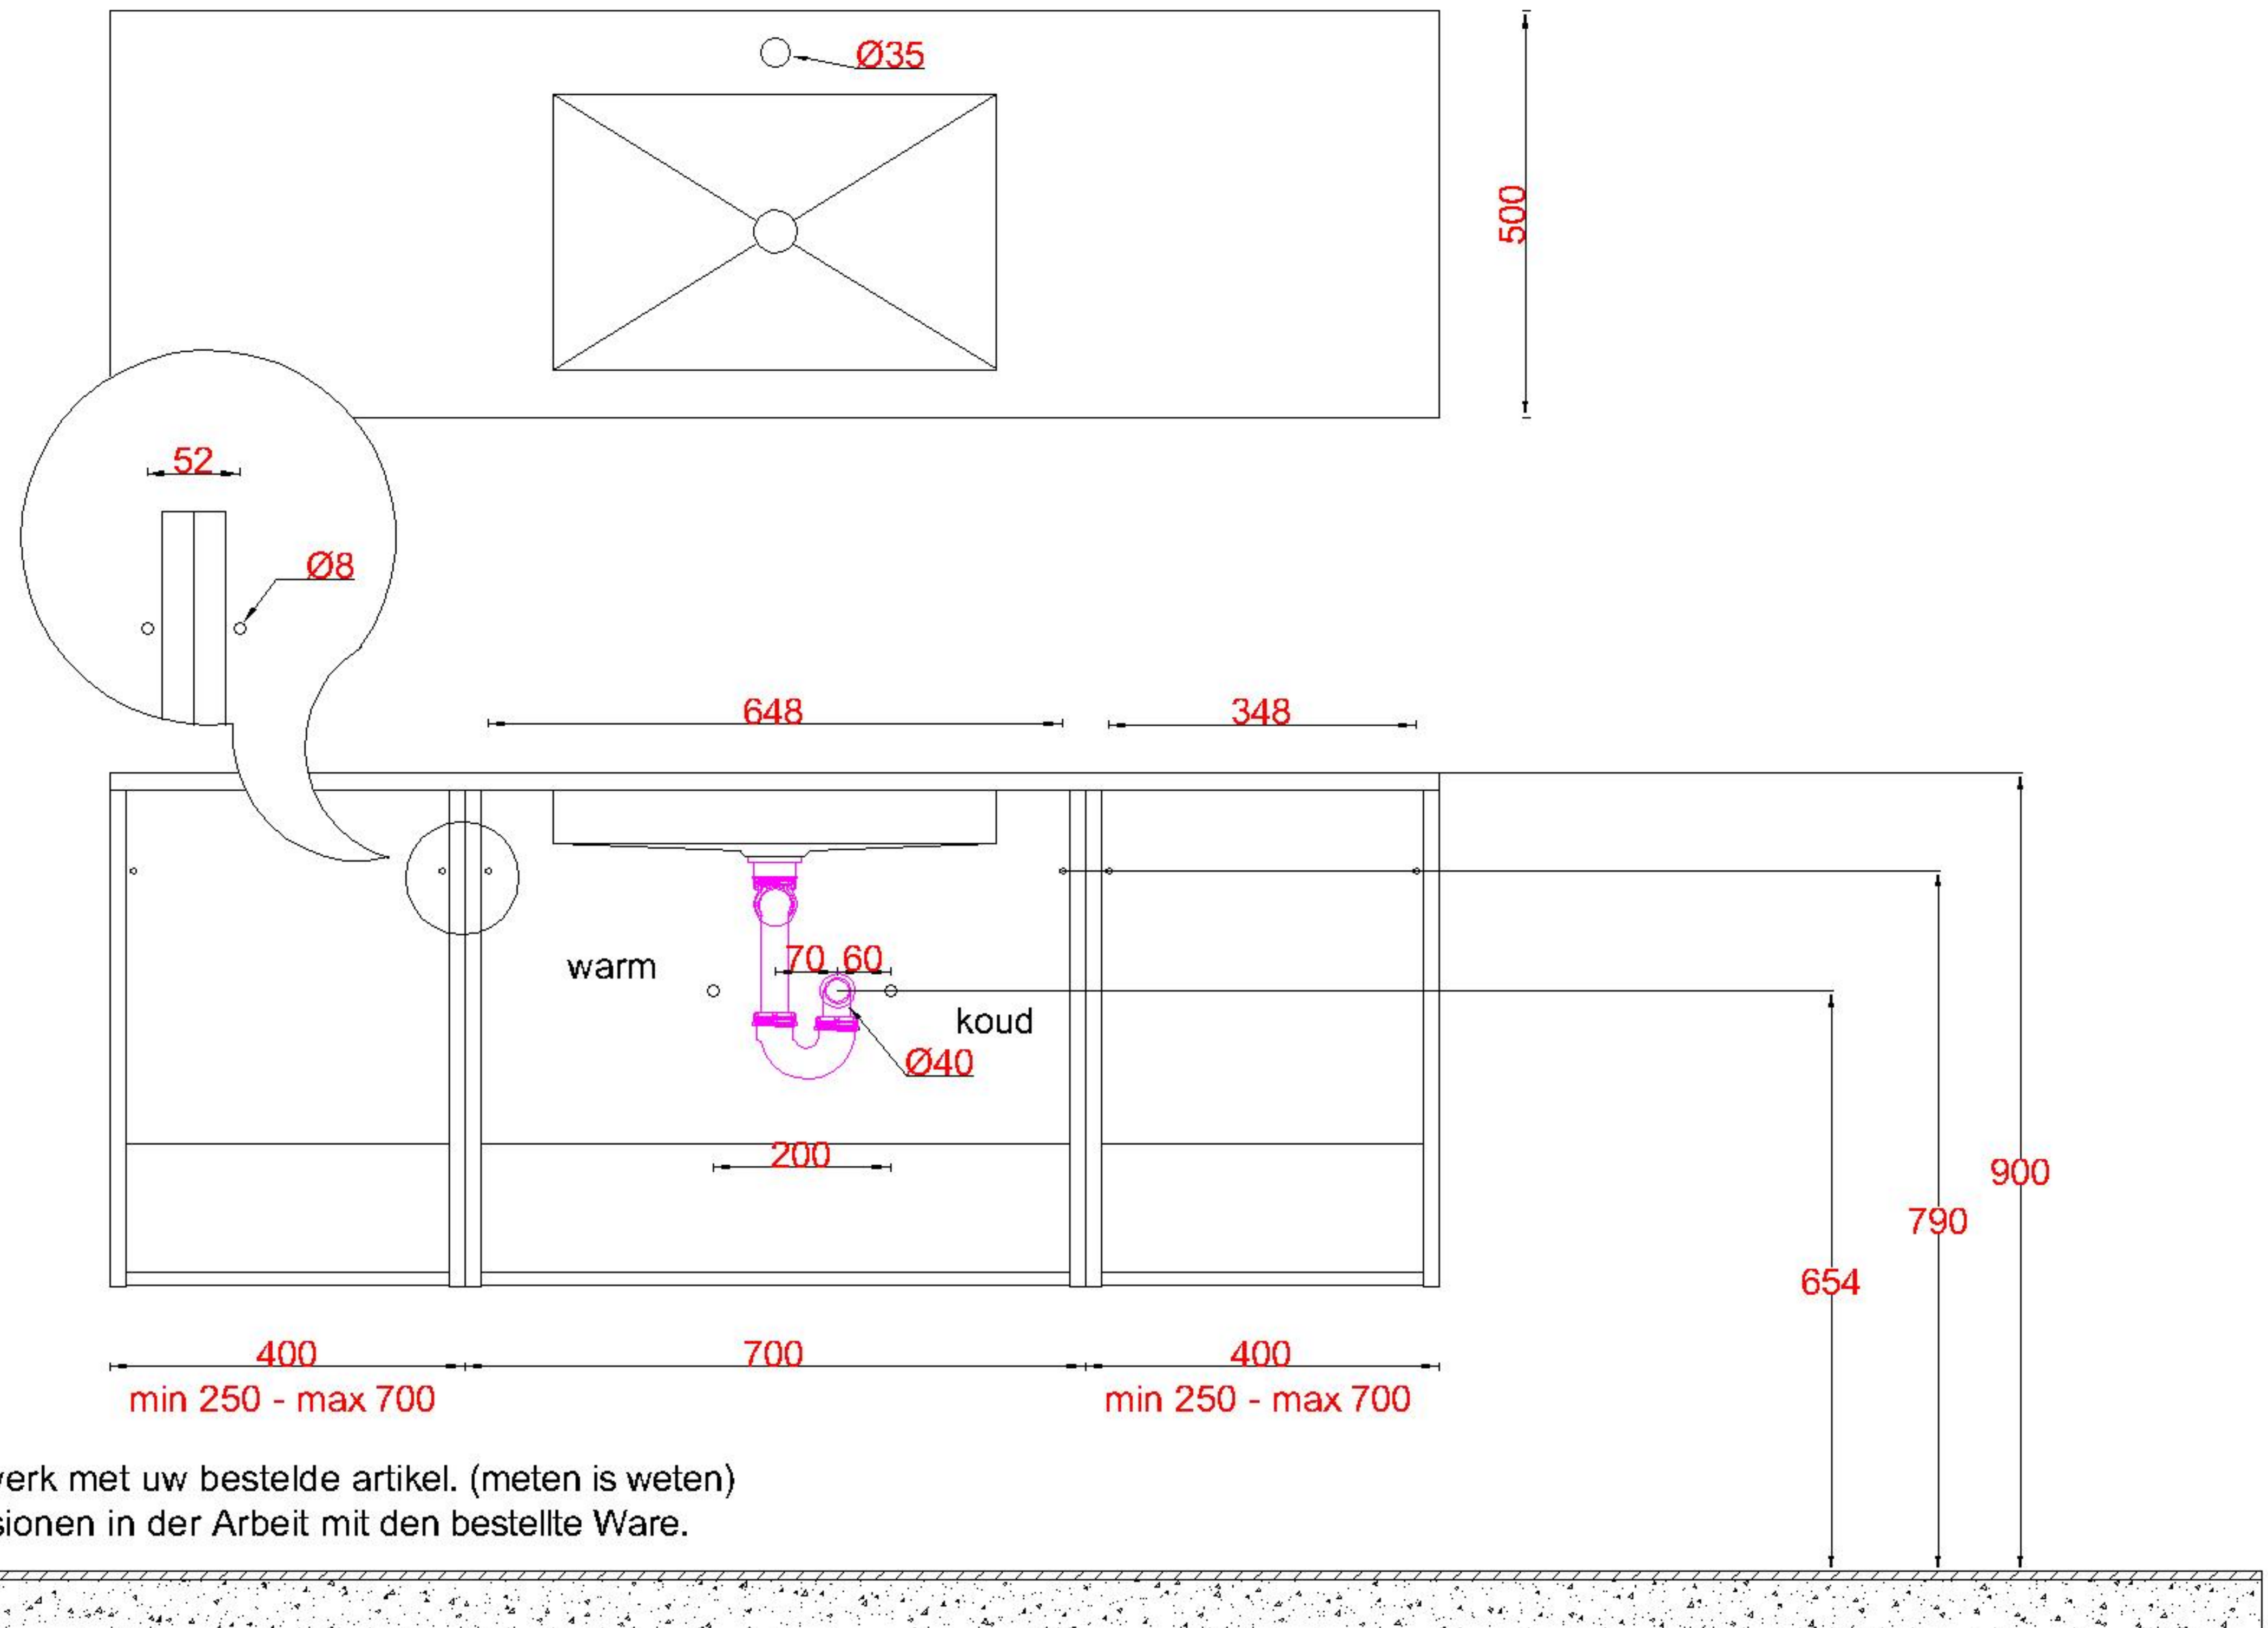 Ø35
500
52
Ø8
648
348
70
60
warm
koud
Ø40
200
900
790
654
400
700
400
min 250 - max 700
min 250 - max 700
met uw bestelde artikel. (meten is weten)
in der Arbeit mit den bestellte Ware.